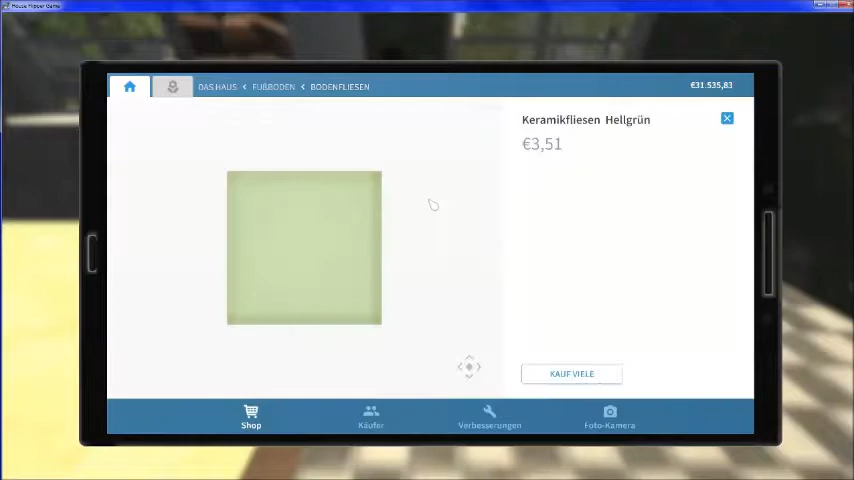 House Flipper Game
DAS HAUS < FUẞBODEN < BODENFLIESEN
€31.535,83
Keramikfliesen Hellgrün
€3,51
KAUF VIELE
Shop
Käufer
Verbesserungen
Foto-Kamera